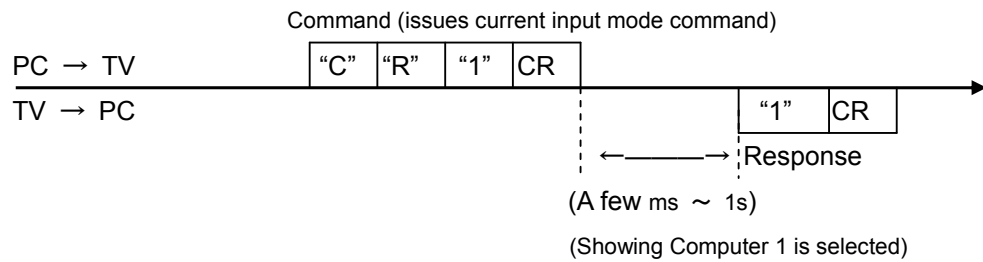 Command (issues current input mode command)
PC → TV “C” “R” “1” CR
TV → PC “1” CR
←———→ Response
(A few ms ～ 1s)
(Showing Computer 1 is selected)